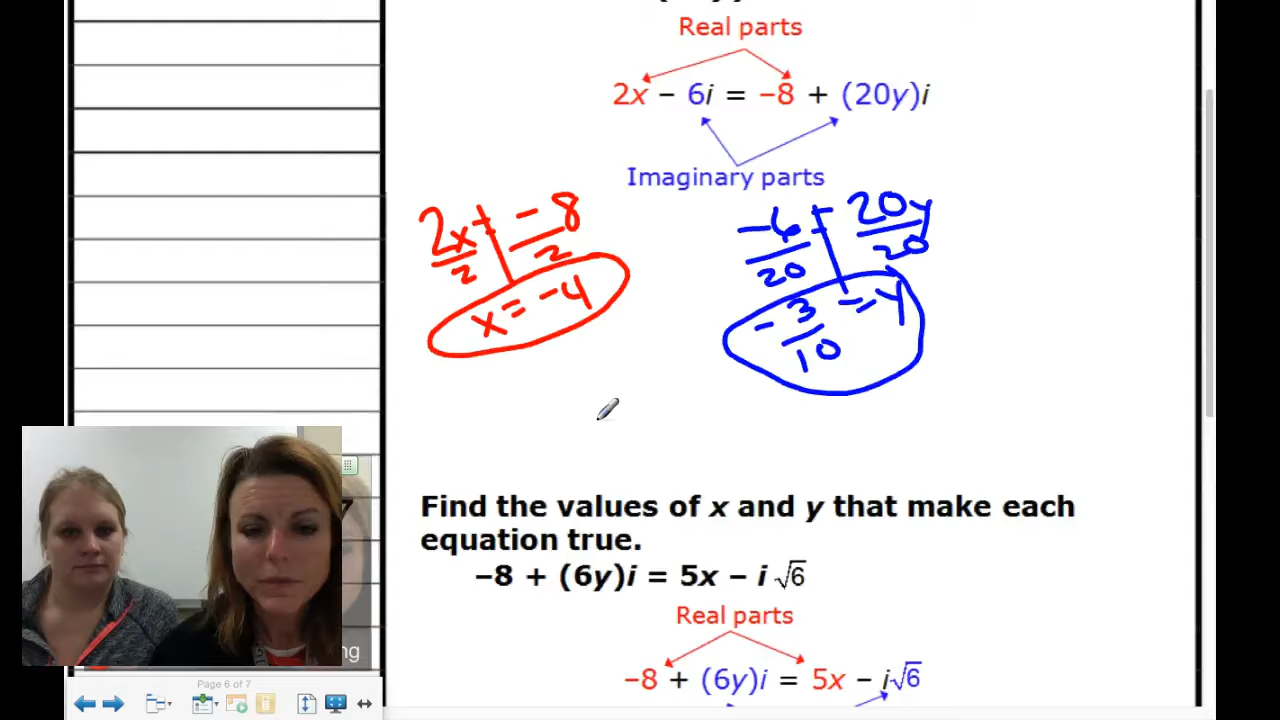 Real parts
2x − 6i = −8 + (20y)i
Imaginary parts
2x = −8
2 2
x = −4
−6 = 20y
20 20
−3/10 = y
Find the values of x and y that make each
equation true.
−8 + (6y)i = 5x − i√6
Real parts
−8 + (6y)i = 5x − i√6
7
ng
Page 6 of 7